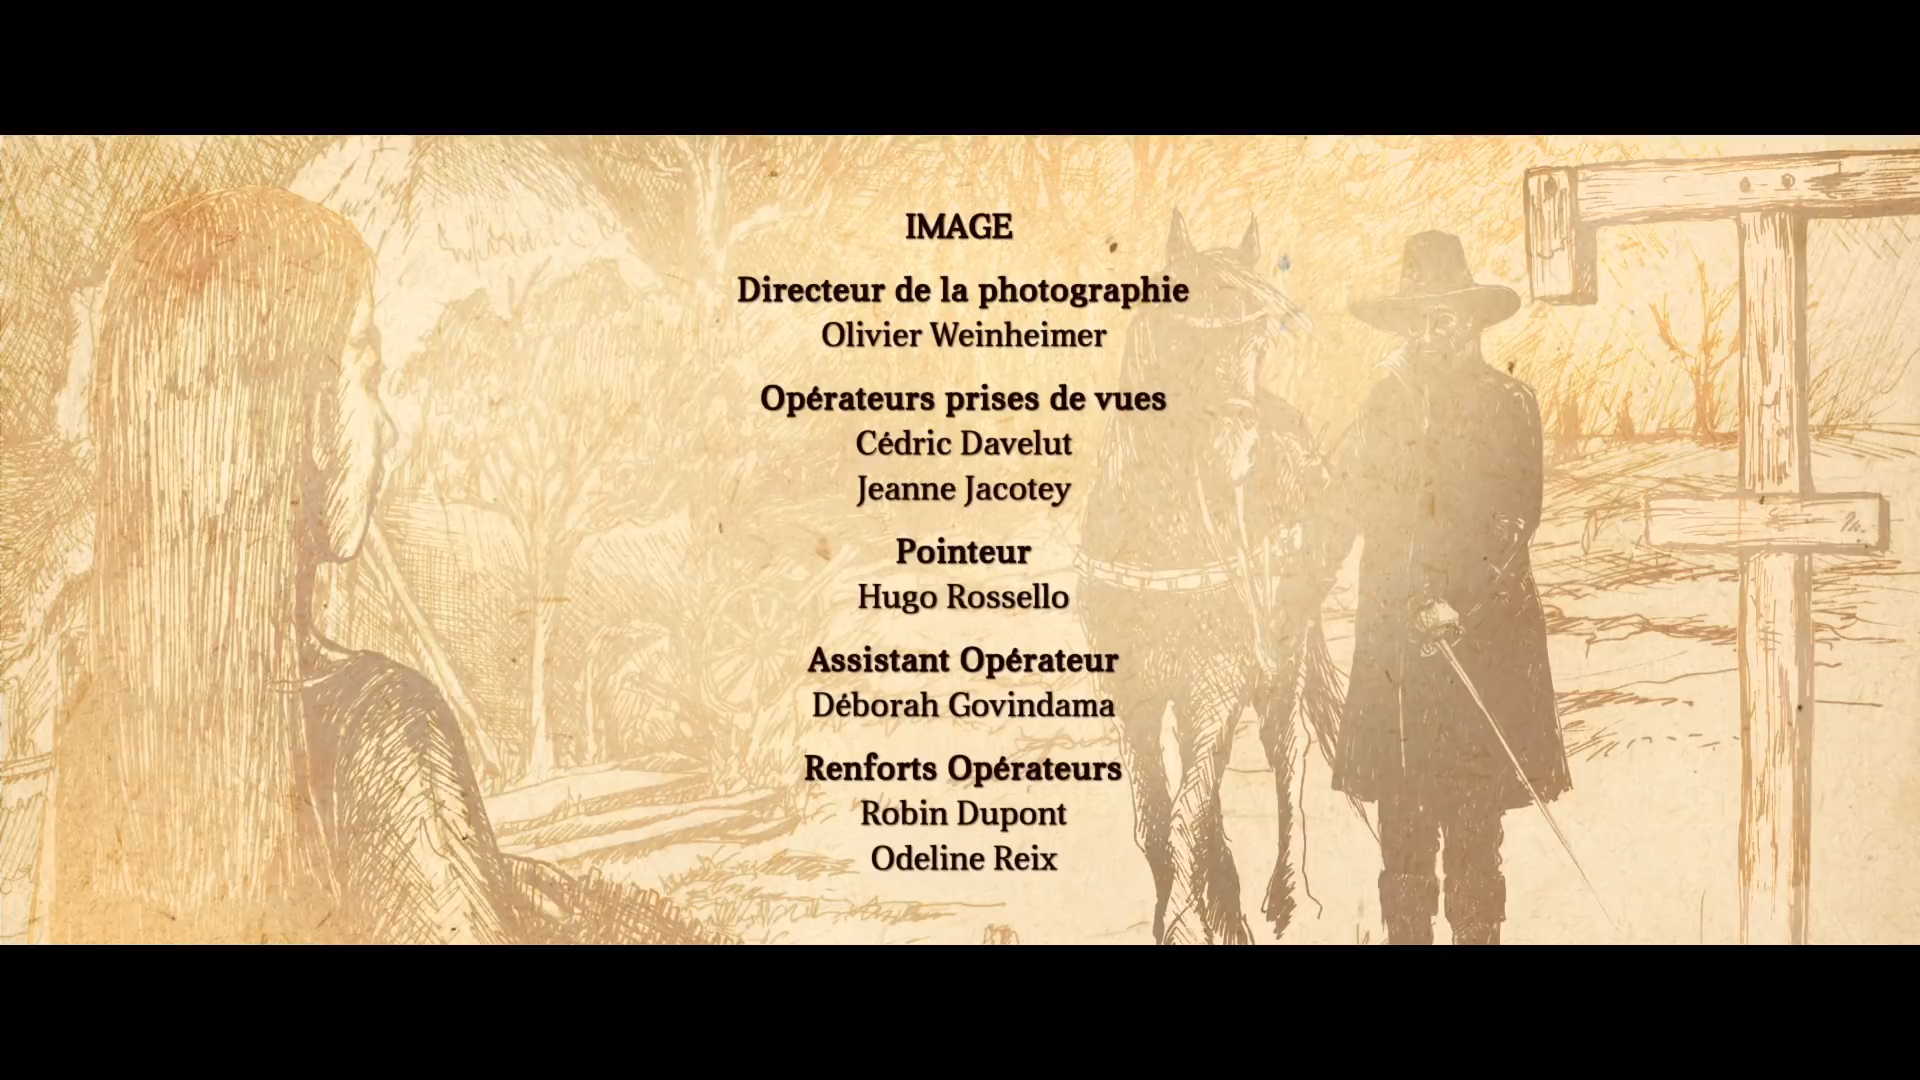 IMAGE
Directeur de la photographie
Olivier Weinheimer
Opérateurs prises de vues
Cédric Davelut
Jeanne Jacotey
Pointeur
Hugo Rossello
Assistant Opérateur
Déborah Govindama
Renforts Opérateurs
Robin Dupont
Odeline Reix